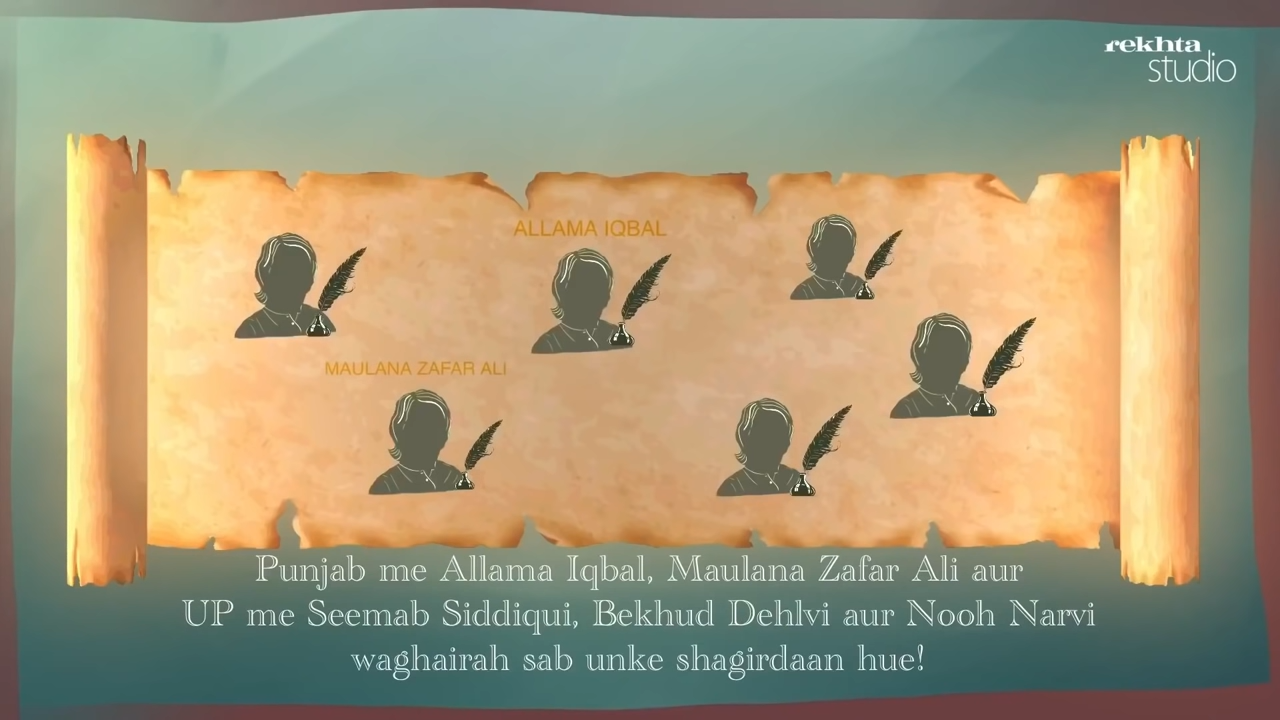 rekhta
studio
ALLAMA IQBAL
MAULANA ZAFAR ALI
Punjab me Allama Iqbal, Maulana Zafar Ali aur
UP me Seemab Siddiqui, Bekhud Dehlvi aur Nooh Narvi
waghairah sab unke shagirdaan hue!